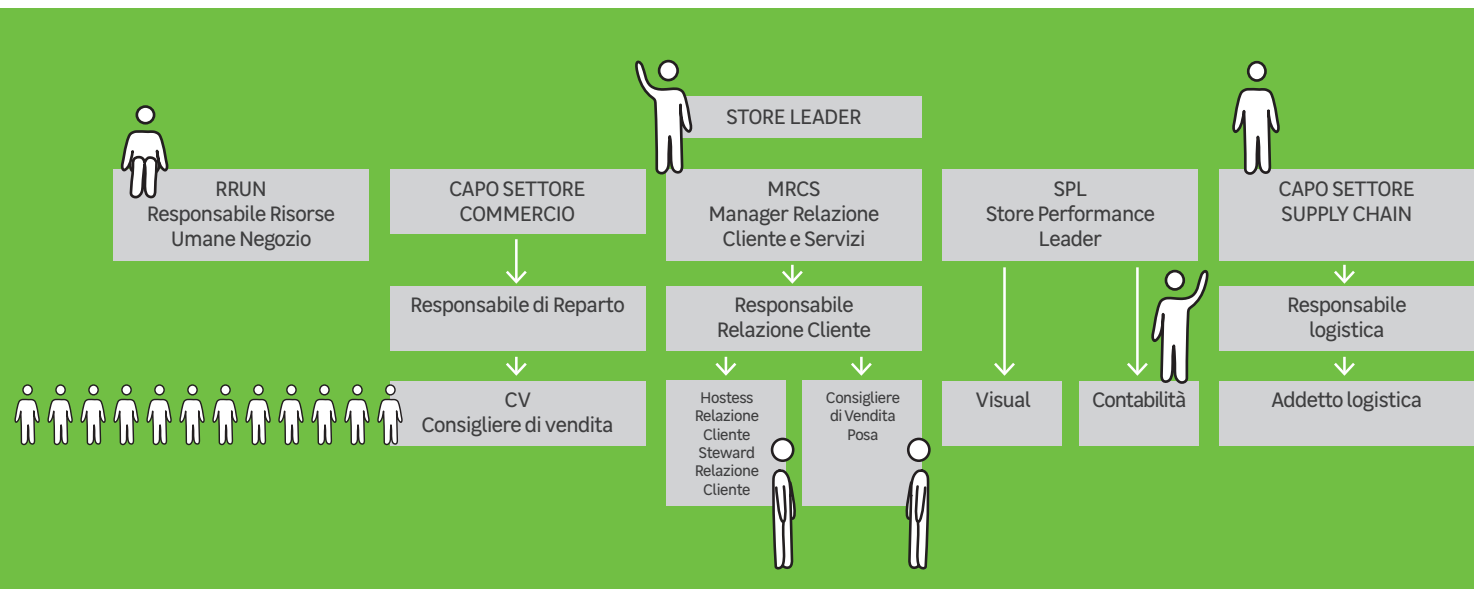 STORE LEADER
RRUN
Responsabile Risorse
Umane Negozio
CAPO SETTORE
COMMERCIO
MRCS
Manager Relazione
Cliente e Servizi
SPL
Store Performance
Leader
CAPO SETTORE
SUPPLY CHAIN
Responsabile di Reparto
Responsabile
Relazione Cliente
Responsabile
logistica
CV
Consigliere di vendita
Hostess
Relazione
Cliente
Steward
Relazione
Cliente
Consigliere
di Vendita
Posa
Visual
Contabilità
Addetto logistica